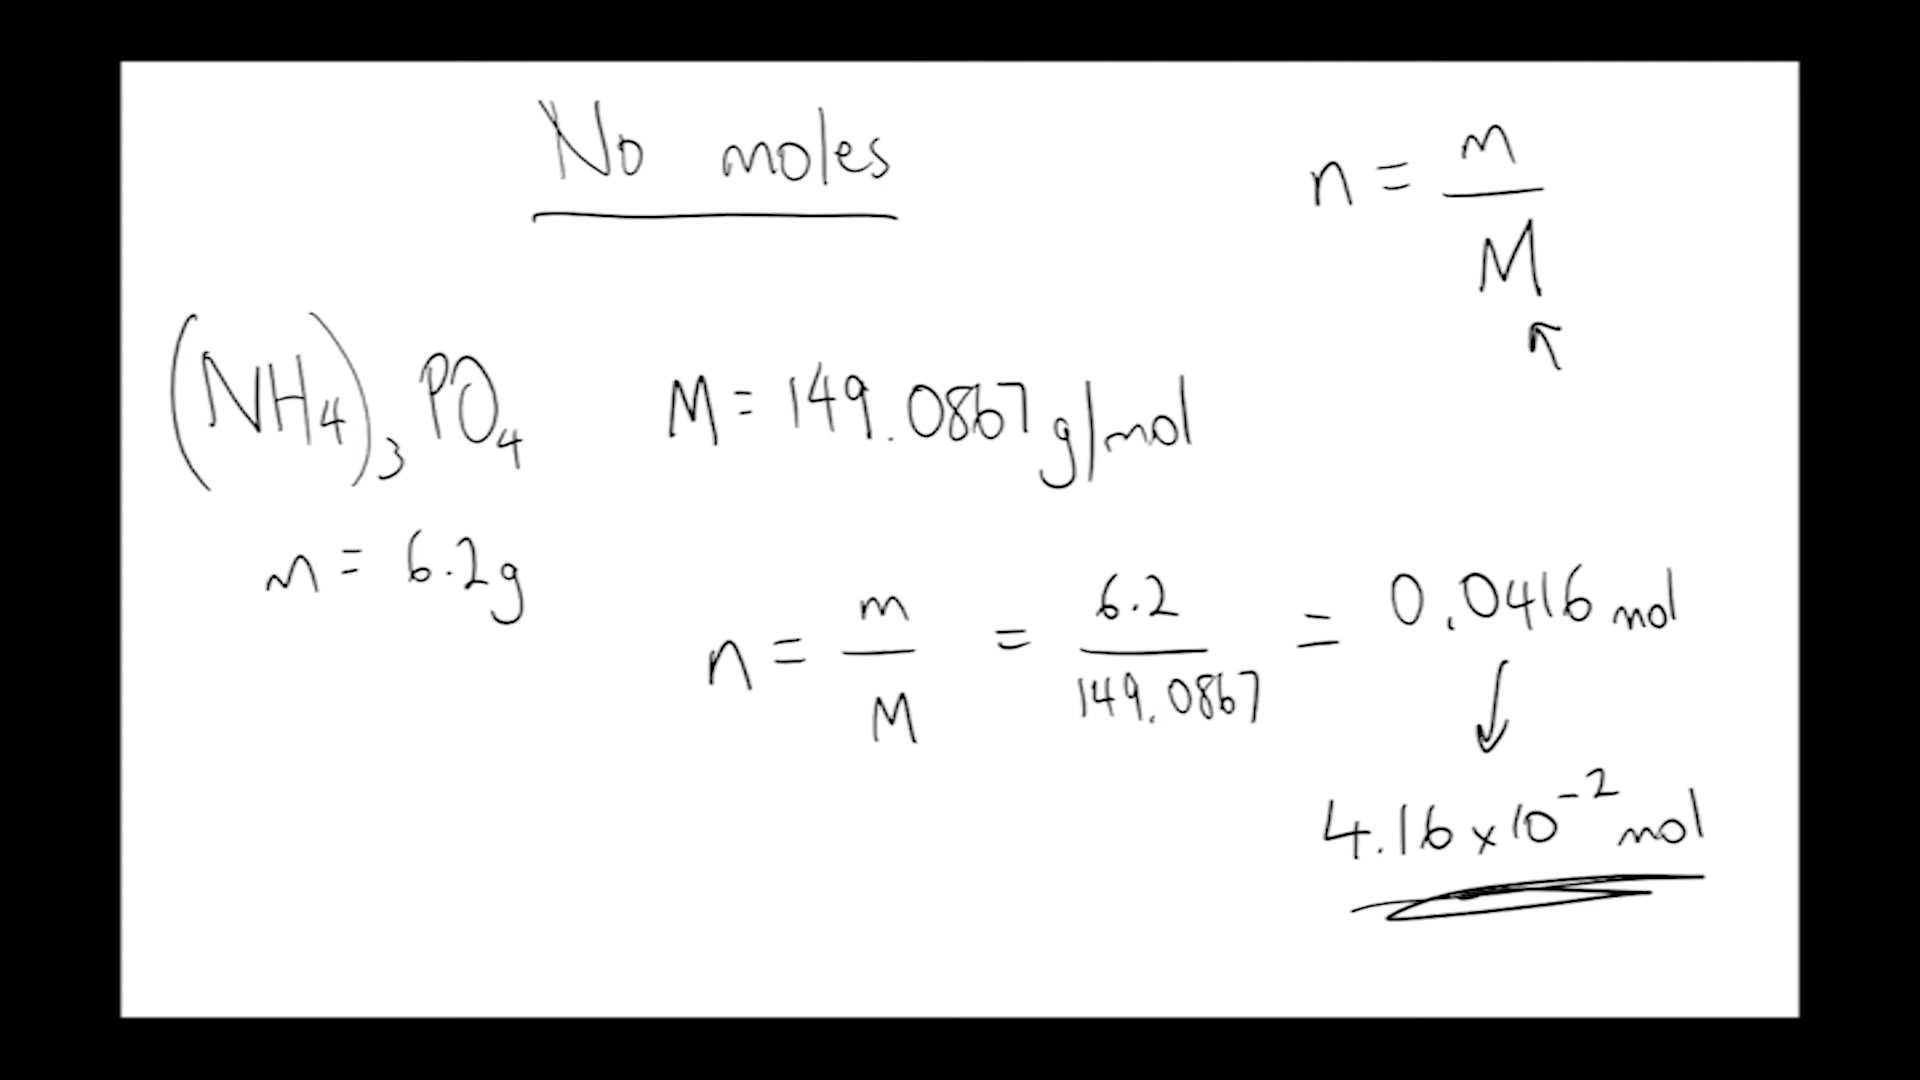 No moles
n = m/M
(NH₄)₃PO₄ M = 149.0867 g/mol
m = 6.2g
n = m/M = 6.2/149.0867 = 0.0416 mol
4.16 x 10⁻² mol